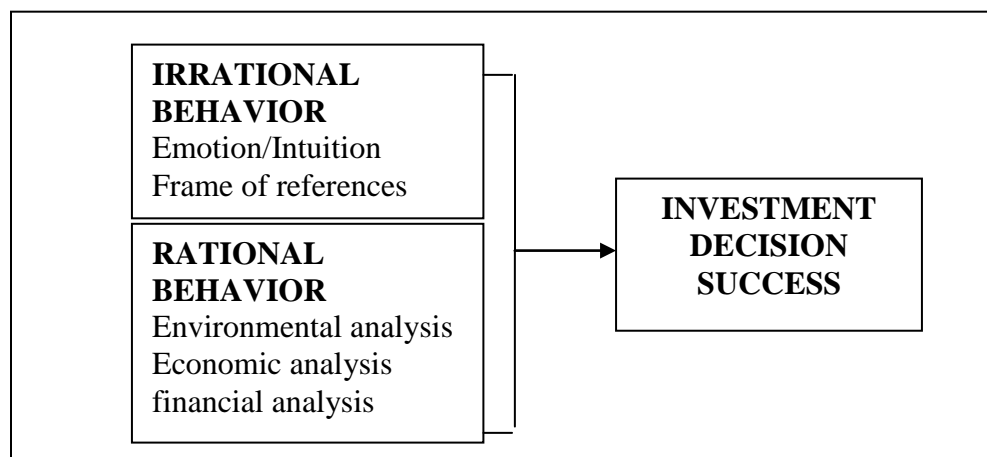 IRRATIONAL
BEHAVIOR
Emotion/Intuition
Frame of references
RATIONAL
BEHAVIOR
Environmental analysis
Economic analysis
financial analysis
INVESTMENT
DECISION
SUCCESS